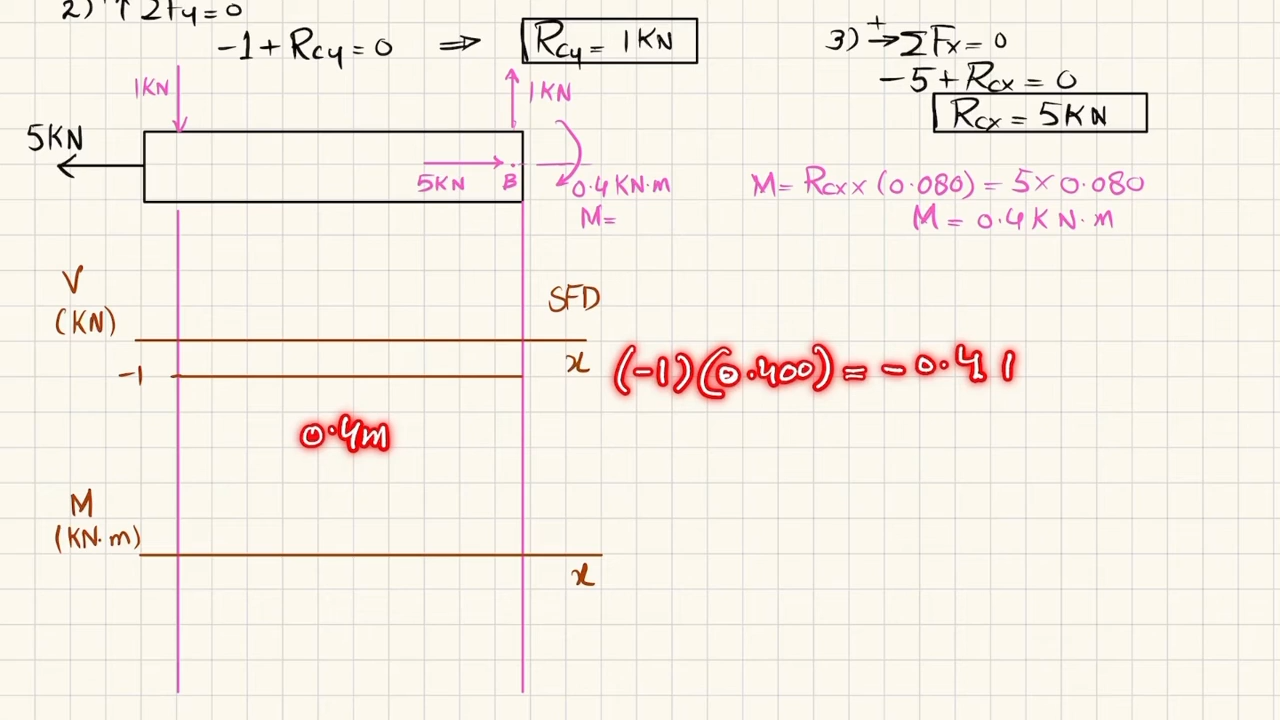 2) ↑ ΣFy = 0
-1 + Rcy = 0 ⇒ Rcy = 1KN
3) +→ ΣFx = 0
-5 + Rcx = 0
Rcx = 5KN
1KN
1KN
5KN
5KN B
0.4 KN·m
M=
M = Rcx x (0.080) = 5 × 0.080
M = 0.4 KN·m
V
(KN)
SFD
x
-1
(-1)(0.400) = -0.4 1
0.4m
M
(KN·m)
x